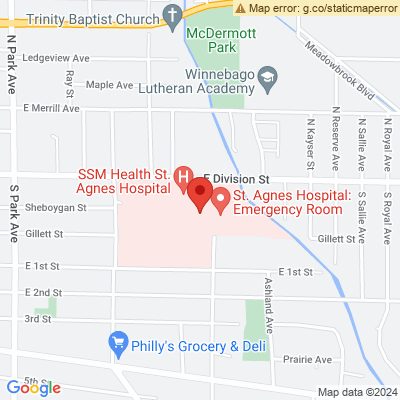 Map error: g.co/staticmaperror
Trinity Baptist Church
McDermott
Park
Meadowbrook Blvd
N Park Ave
Ledgeview Ave
Winnebago
Lutheran Academy
Ray St
Maples Ave
E Merrill Ave
N Kayser St
N Reserve Ave
N Sallie Ave
N Royal Ave
SSM Health St.
Agnes Hospital
H
E Division St
S Park Ave
St. Agnes Hospital:
Emergency Room
Sheboygan St
S Sallie Ave
S Royal Ave
Gillett St
Gillett St
E 1st St
E 1st St
E 2nd St
Ashland Ave
3rd St
Philly's Grocery & Deli
Prairie Ave
5th St
Google
Map data ©2024